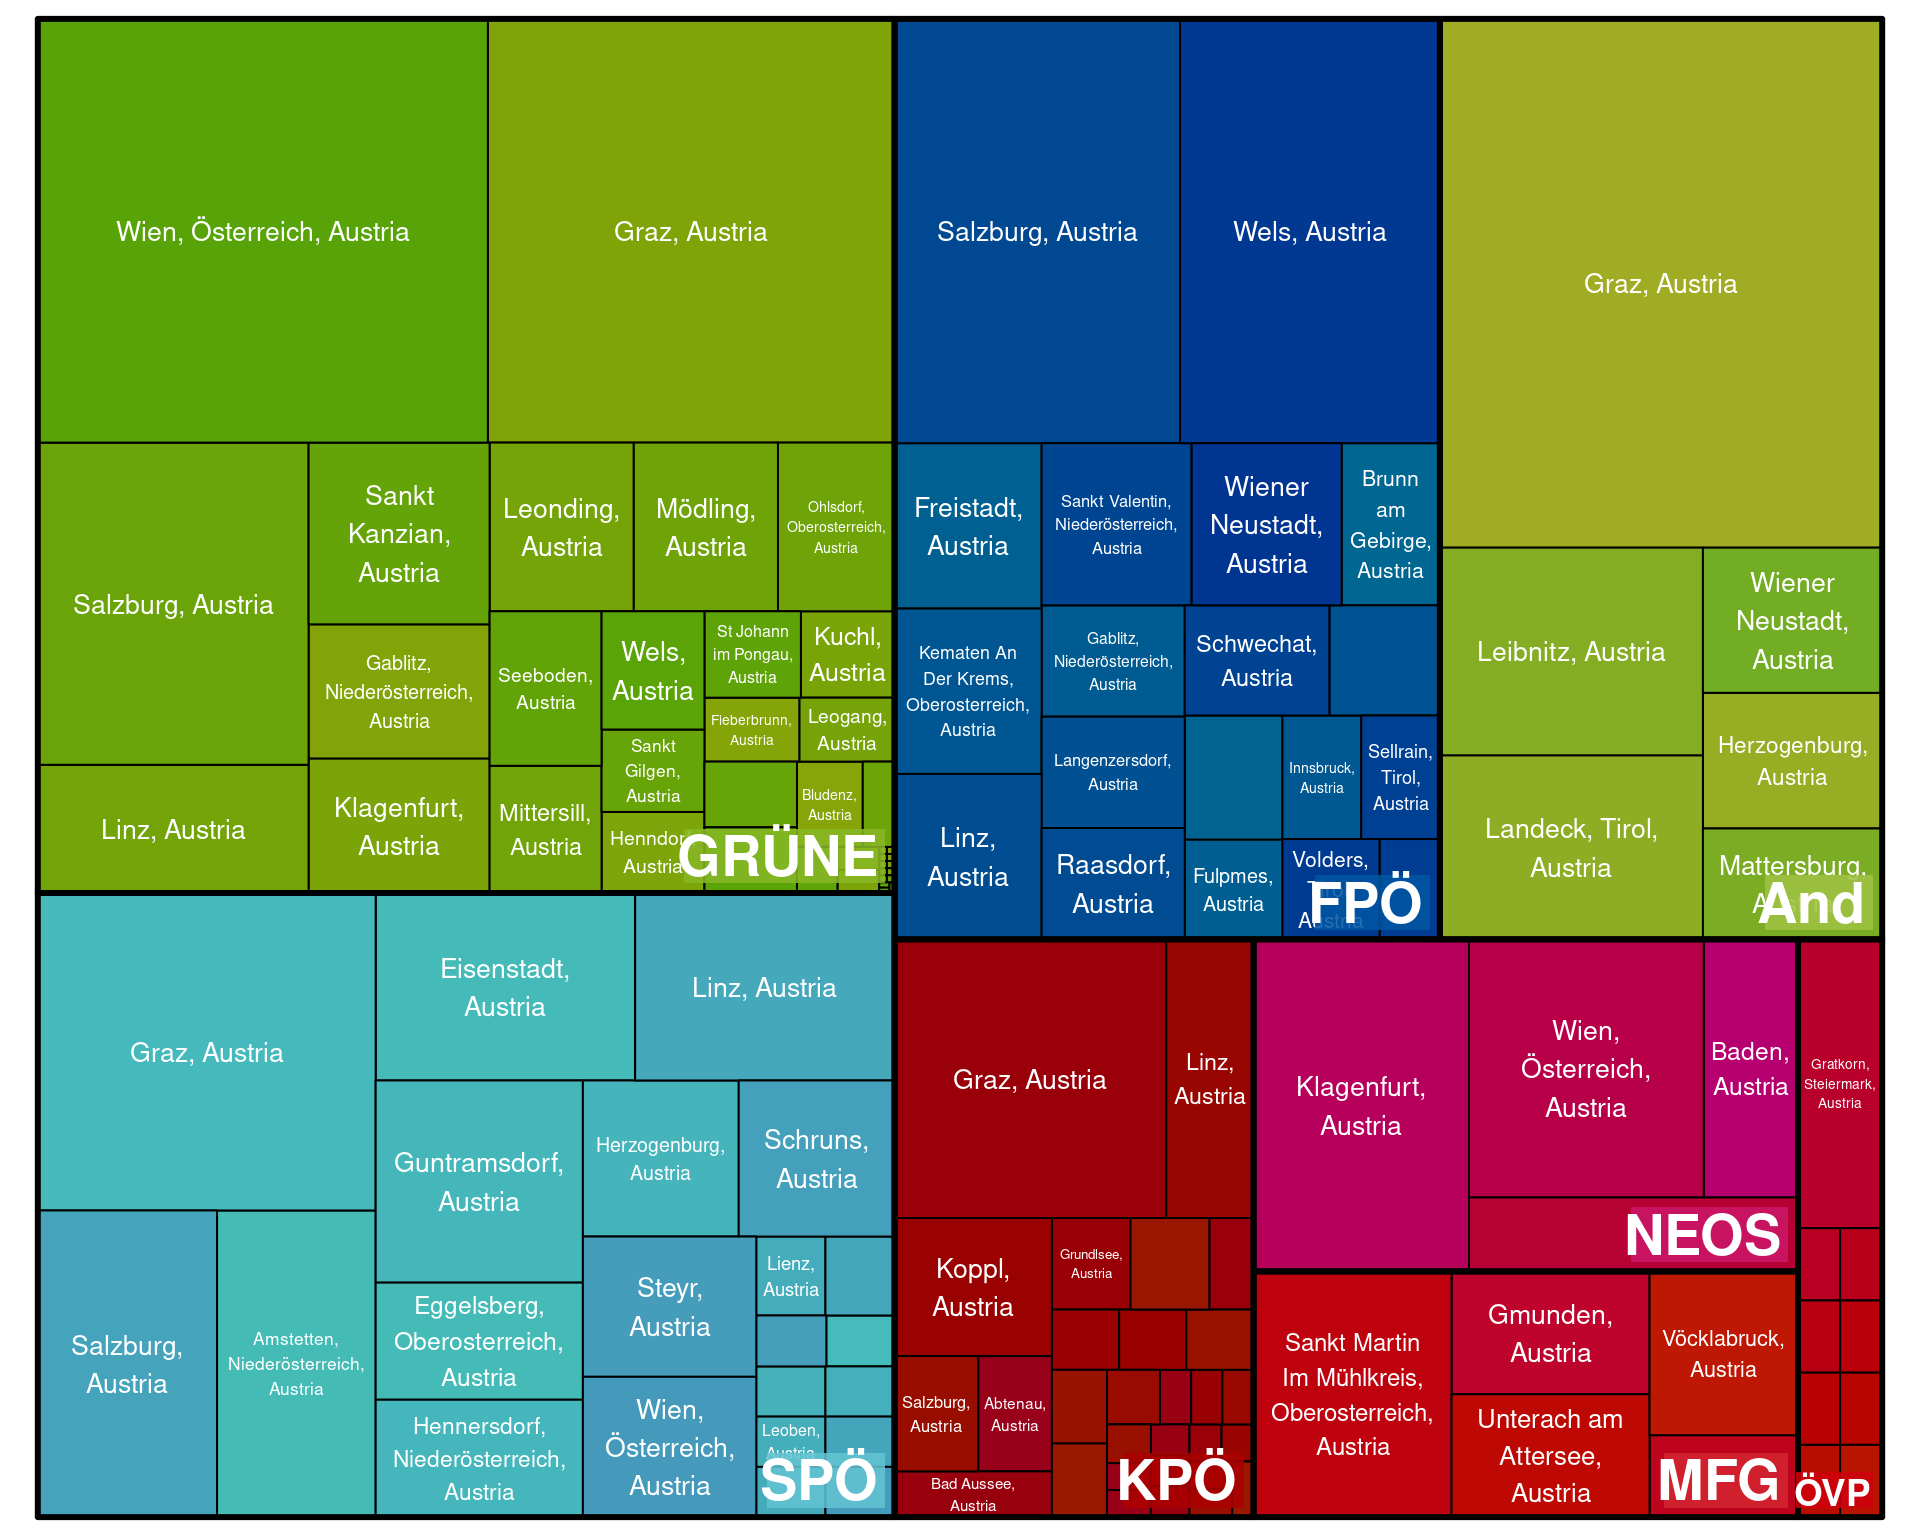 Wien, Österreich, Austria
Graz, Austria
Salzburg, Austria
Sankt
Kanzian,
Austria
Leonding,
Austria
Mödling,
Austria
Ohlsdorf,
Oberosterreich,
Austria
Gablitz,
Niederösterreich,
Austria
Seeboden,
Austria
Wels,
Austria
St Johann
im Pongau,
Austria
Kuchl,
Austria
Fieberbrunn,
Austria
Leogang,
Austria
Sankt
Gilgen,
Austria
Bludenz,
Austria
Linz, Austria
Klagenfurt,
Austria
Mittersill,
Austria
Austria
GRÜNE
Salzburg, Austria
Wels, Austria
Freistadt,
Austria
Sankt Valentin,
Niederösterreich,
Austria
Wiener
Neustadt,
Austria
Brunn
am
Gebirge,
Austria
Kematen An
Der Krems,
Oberosterreich,
Austria
Gablitz,
Niederösterreich,
Austria
Schwechat,
Austria
Langenzersdorf,
Austria
Innsbruck,
Austria
Sellrain,
Tirol,
Austria
Linz,
Austria
Raasdorf,
Austria
Fulpmes,
Austria
Volders,
Austria
FPÖ
Graz, Austria
Leibnitz, Austria
Wiener
Neustadt,
Austria
Herzogenburg,
Austria
Landeck, Tirol,
Austria
Mattersburg,
And
Graz, Austria
Eisenstadt,
Austria
Linz, Austria
Guntramsdorf,
Austria
Herzogenburg,
Austria
Schruns,
Austria
Salzburg,
Austria
Amstetten,
Niederösterreich,
Austria
Eggelsberg,
Oberosterreich,
Austria
Steyr,
Austria
Lienz,
Austria
Hennersdorf,
Niederösterreich,
Austria
Wien,
Österreich,
Austria
Leoben,
Austria
SPÖ
Graz, Austria
Linz,
Austria
Koppl,
Austria
Grundlsee,
Austria
Salzburg,
Austria
Abtenau,
Austria
Bad Aussee,
Austria
KPÖ
Klagenfurt,
Austria
Wien,
Österreich,
Austria
Baden,
Austria
NEOS
Sankt Martin
Im Mühlkreis,
Oberosterreich,
Austria
Gmunden,
Austria
Vöcklabruck,
Austria
Unterach am
Attersee,
Austria
MFG
Gratkorn,
Steiermark,
Austria
ÖVP